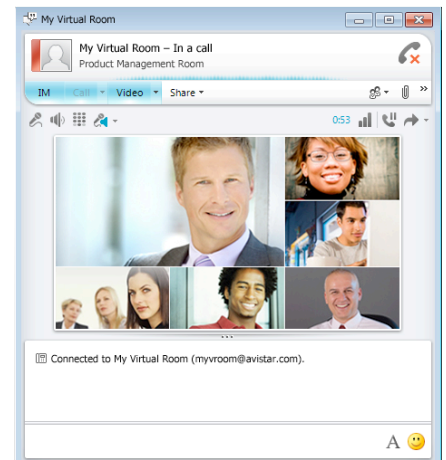 My Virtual Room
My Virtual Room – In a call
Product Management Room
IM Call Video Share
0:53
Connected to My Virtual Room (myvroom@avistar.com).
A